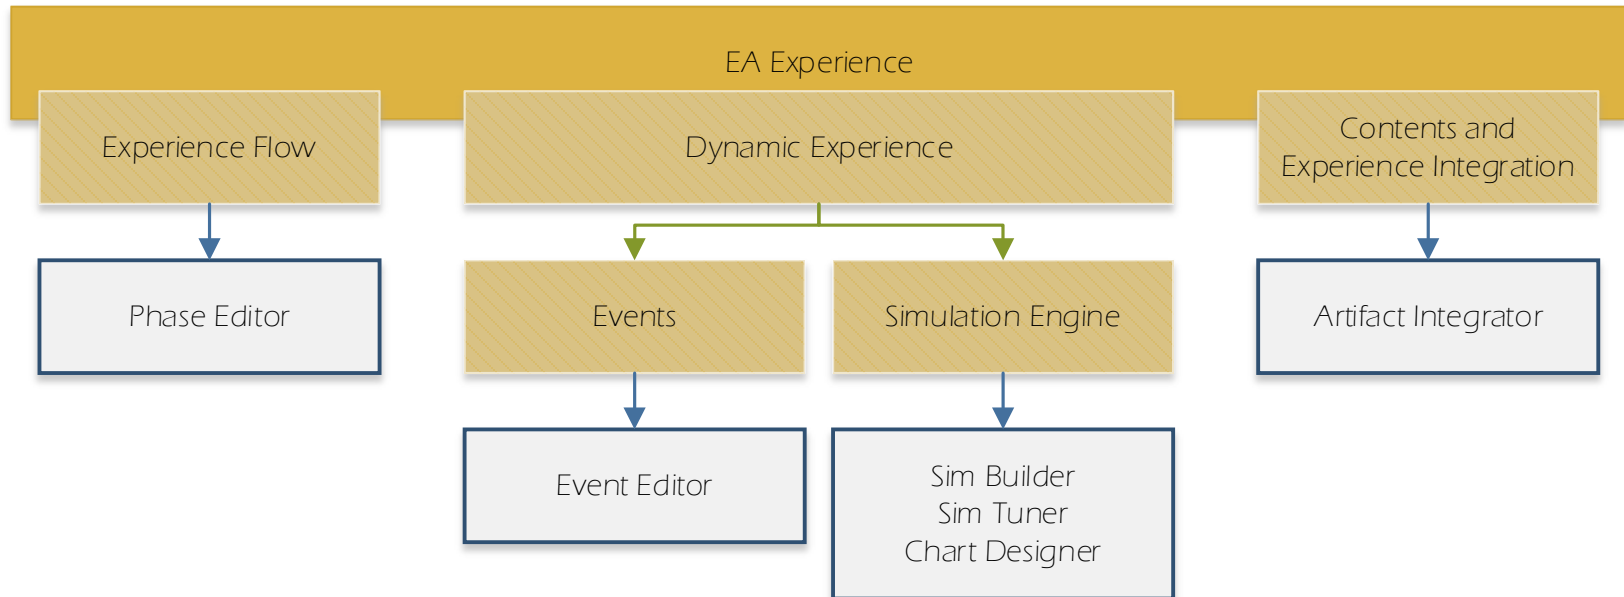 EA Experience
Experience Flow
Dynamic Experience
Contents and
Experience Integration
Phase Editor
Events
Simulation Engine
Artifact Integrator
Event Editor
Sim Builder
Sim Tuner
Chart Designer